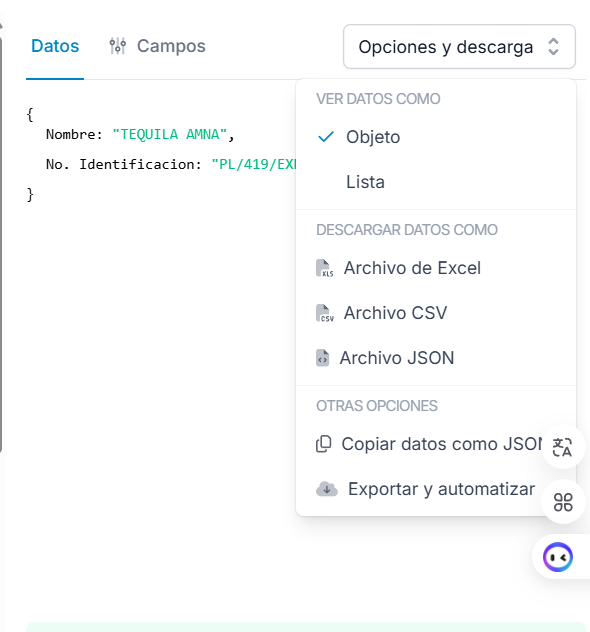 Datos
Campos
Opciones y descarga
{
Nombre: "TEQUILA AMNA",
No. Identificacion: "PL/419/EX
}
VER DATOS COMO
Objeto
Lista
DESCARGAR DATOS COMO
XLS Archivo de Excel
CSV Archivo CSV
Archivo JSON
OTRAS OPCIONES
Copiar datos como JSON
Exportar y automatizar